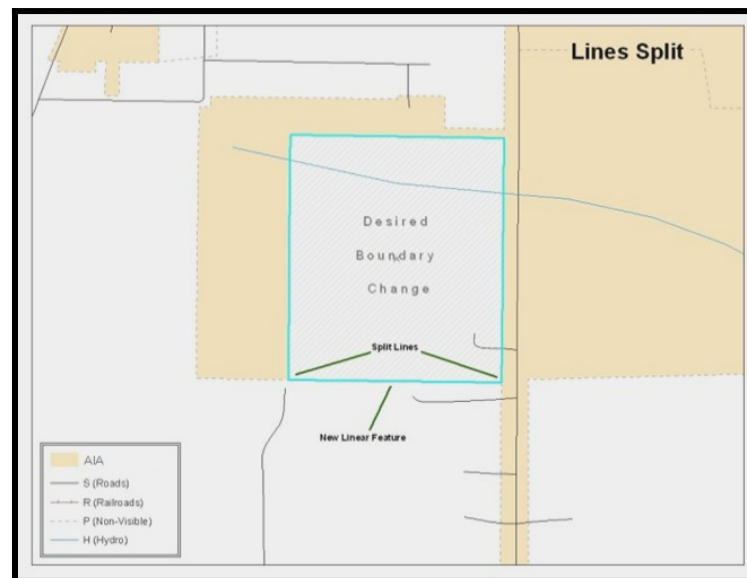 Lines Split
Desired
Boundary
Change
Split Lines
New Linear Feature
AIA
S (Roads)
R (Railroads)
P (Non-Visible)
H (Hydro)